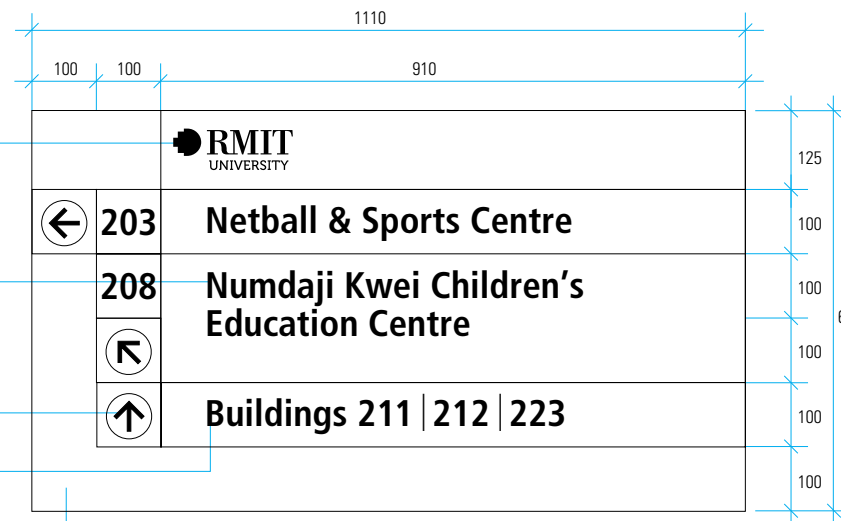 1110
100 100 910
RMIT
UNIVERSITY
125
203 Netball & Sports Centre
100
208 Numdaji Kwei Children's
Education Centre
100
100
Buildings 211 | 212 | 223
100
100